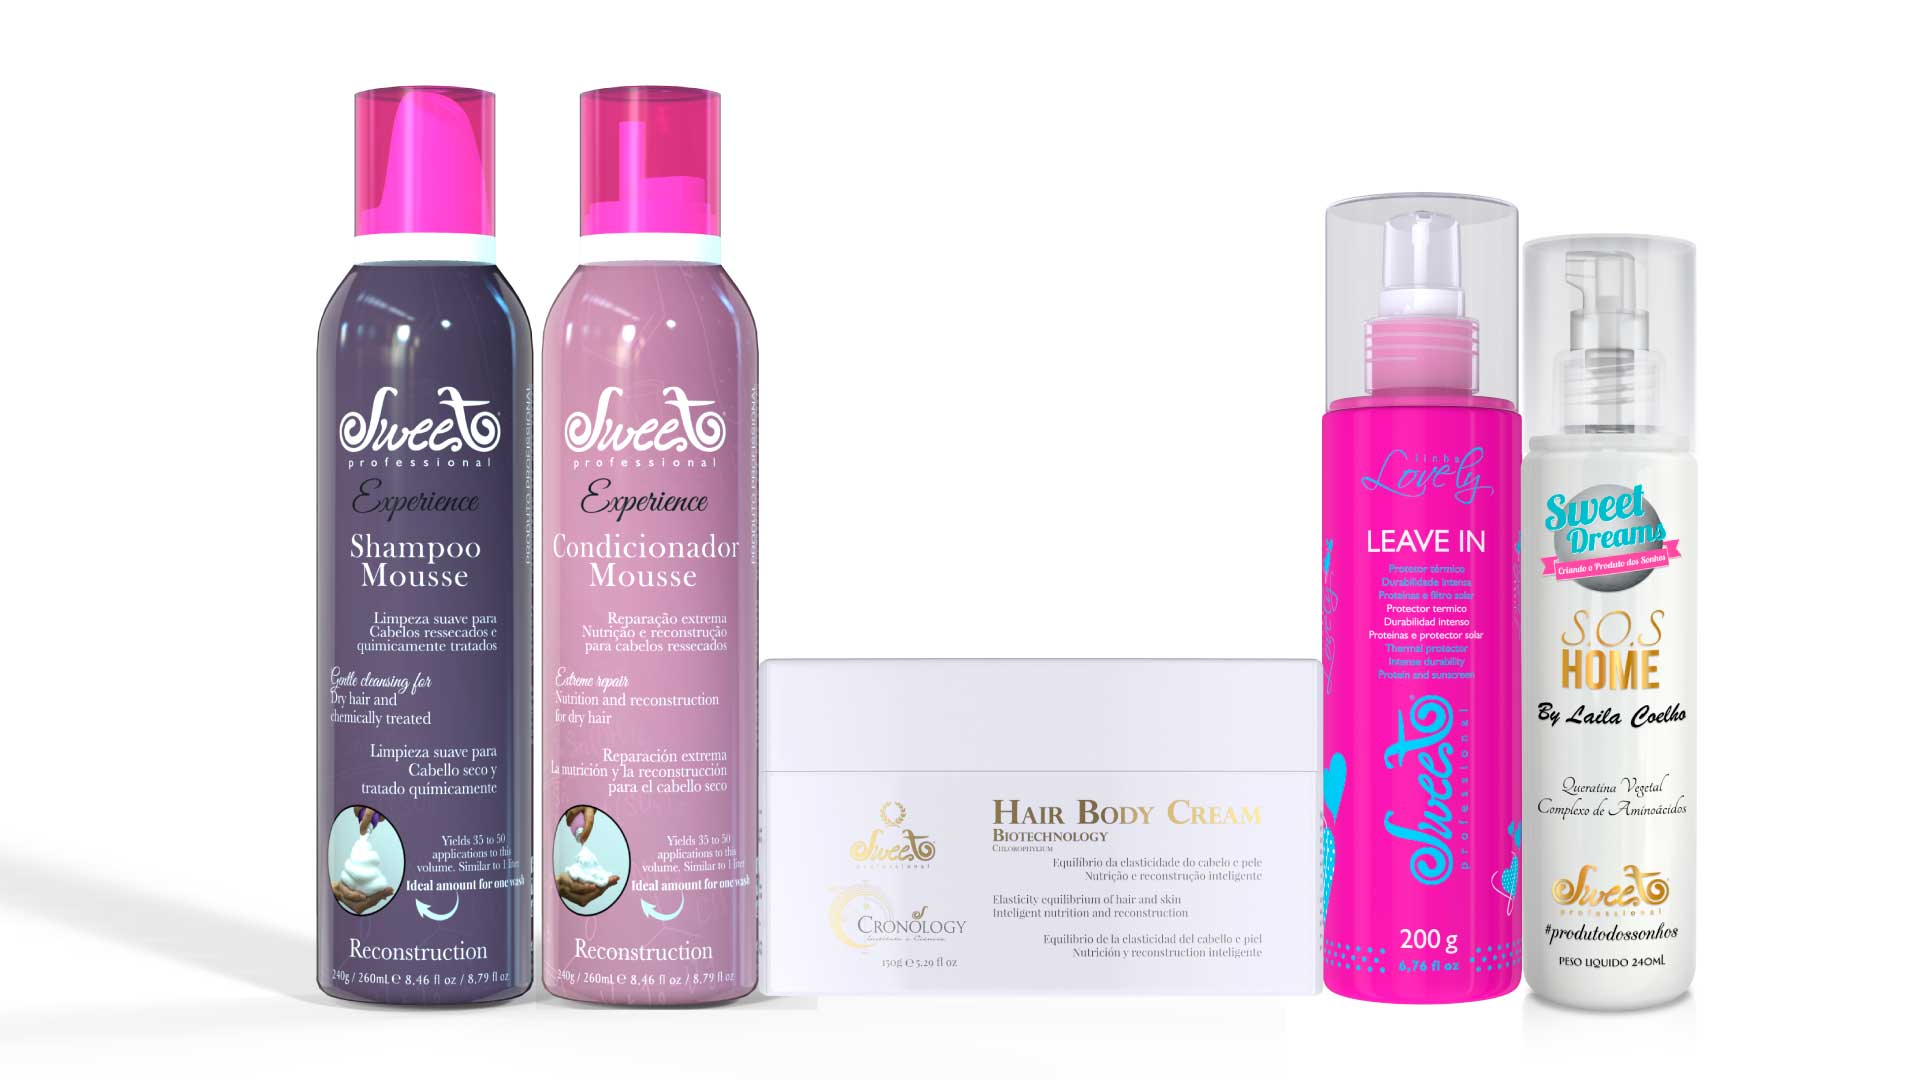 Sweet
professional
Experience
Shampoo
Mousse
Limpeza suave para
Cabelos ressecados e
quimicamente tratados
Gentle cleansing for
Dry hair and
chemically treated
Limpieza suave para
Cabello seco y
tratado químicamente
Yields 35 to 50
applications to this
volume. Similar to 1 liter
Ideal amount for one wash
Reconstruction
240g / 260mL e 8,46 fl oz / 8,79 fl oz
PRODUTO PROFISSIONAL
Sweet
professional
Experience
Condicionador
Mousse
Reparação extrema
Nutrição e reconstrução
para cabelos ressecados
Extreme repair
Nutrition and reconstruction
for dry hair
Reparación extrema
La nutrición y la reconstrucción
para el cabello seco
Yields 35 to 50
applications to this
volume. Similar to 1 liter
Ideal amount for one wash
Reconstruction
240g / 260mL e 8,46 fl oz / 8,79 fl oz
PRODUTO PROFISSIONAL
Sweet
professional
CRONOLOGY
150g e 5.29 fl oz
HAIR BODY CREAM
BIOTECHNOLOGY
CHLOROPHYLIUM
Equilíbrio da elasticidade do cabelo e pele
Nutrição e reconstrução inteligente
Elasticity equilibrium of hair and skin
Inteligent nutrition and reconstruction
Equilibrio de la elasticidad del cabello e piel
Nutrición y reconstruction inteligente
linha
Lovely
LEAVE IN
Protetor térmico
Durabilidade intensa
Proteínas e filtro solar
Protector termico
Durabilidad intenso
Proteinas e protector solar
Thermal protector
Intense durability
Protein and sunscreen
Sweet
professional
200 g
6,76 fl oz
Lovely
Sweet
Dreams
Criando o Produto dos Sonhos
S.O.S
HOME
By Laila Coelho
Queratina Vegetal
Complexo de Aminoácidos
Sweet
professional
#produtodossonhos
PESO LIQUIDO 240ML